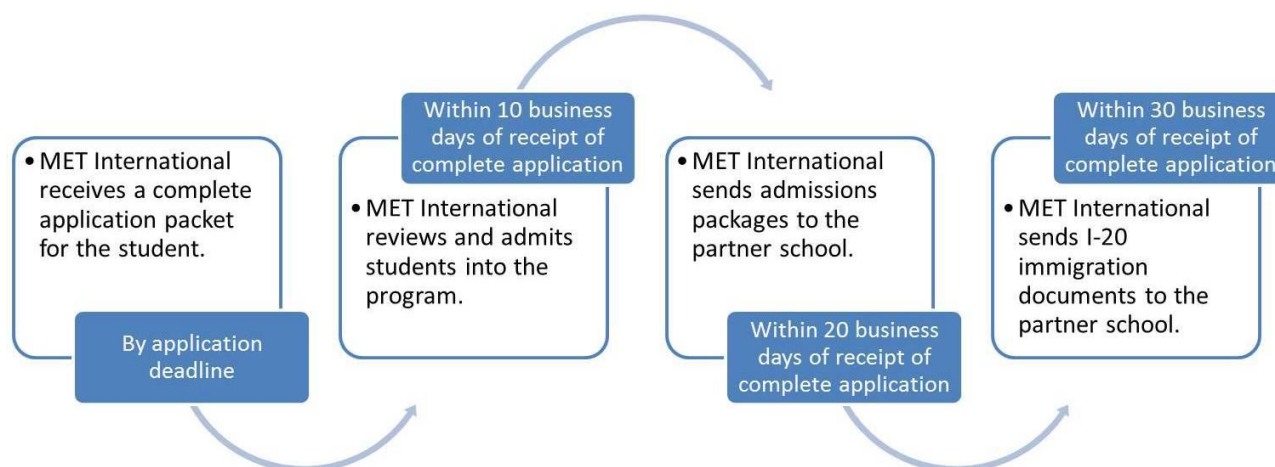 • MET International
receives a complete
application packet
for the student.
By application
deadline
Within 10 business
days of receipt of
complete application
• MET International
reviews and admits
students into the
program.
• MET International
sends admissions
packages to the
partner school.
Within 20 business
days of receipt of
complete application
Within 30 business
days of receipt of
complete application
• MET International
sends I-20
immigration
documents to the
partner school.